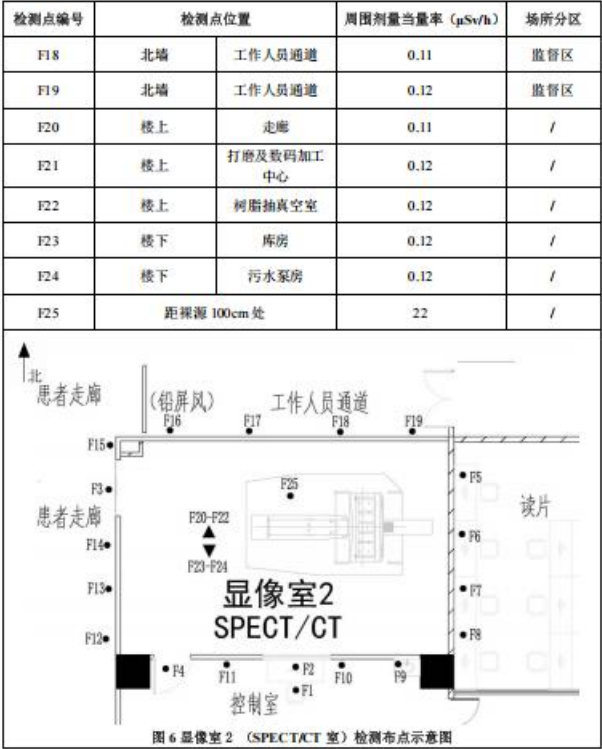 检测点编号 检测点位置 周围剂量当量率（μSv/h） 场所分区
F18 北墙 工作人员通道 0.11 监督区
F19 北墙 工作人员通道 0.12 监督区
F20 楼上 走廊 0.11 /
F21 楼上 打磨及数码加工
中心 0.12 /
F22 楼上 树脂抽真空室 0.12 /
F23 楼下 库房 0.12 /
F24 楼下 污水泵房 0.12 /
F25 距裸源 100cm 处 22 /
北
患者走廊 （铅屏风） 工作人员通道
F16 F17 F18 F19
F15
F3 F25 F5
患者走廊 F20-F22 读片
F14 F6
F23-F24
F13 显像室2 F7
F12 SPECT/CT F8
F4 F11 F2 F10 F9
控制室 F1
图 6 显像室 2 （SPECT/CT 室）检测布点示意图